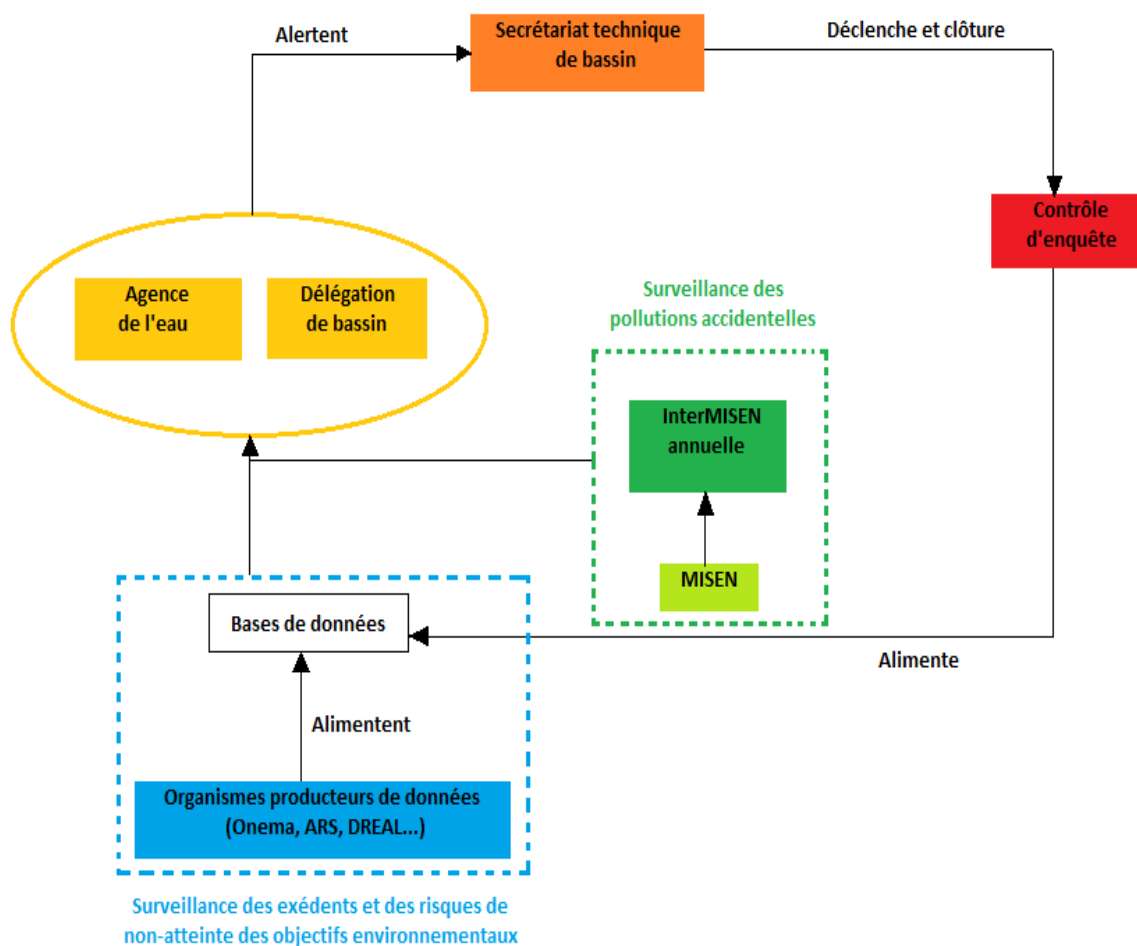 Alertent
Secrétariat technique
de bassin
Déclenche et clôture
Contrôle
d'enquête
Agence
de l'eau
Délégation
de bassin
Surveillance des
pollutions accidentelles
InterMISEN
annuelle
MISEN
Bases de données
Alimente
Alimentent
Organismes producteurs de données
(Onema, ARS, DREAL...)
Surveillance des exédents et des risques de
non-atteinte des objectifs environnementaux